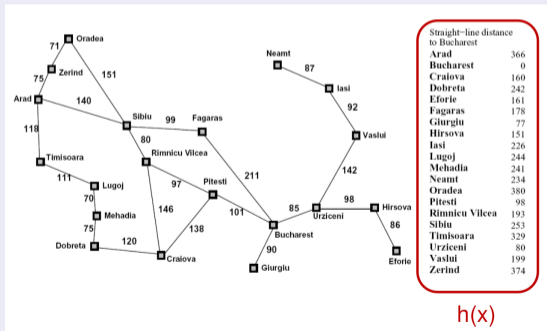 Oradea
71
Neamt
87
Zerind
151
75
Iasi
Arad
140
92
Sibiu
99
Fagaras
118
80
Vaslui
Rimnicu Vilcea
Timisoara
142
111
211
Lugoj
97
Pitesti
70
98
Hirsova
85
Mehadia
146
101
Urziceni
138
86
75
Bucharest
120
90
Dobreta
Craiova
Eforie
Giurgiu
Straight-line distance
to Bucharest
Arad 366
Bucharest 0
Craiova 160
Dobreta 242
Eforie 161
Fagaras 178
Giurgiu 77
Hirsova 151
Iasi 226
Lugoj 244
Mehadia 241
Neamt 234
Oradea 380
Pitesti 98
Rimnicu Vilcea 193
Sibiu 253
Timisoara 329
Urziceni 80
Vaslui 199
Zerind 374
h(x)